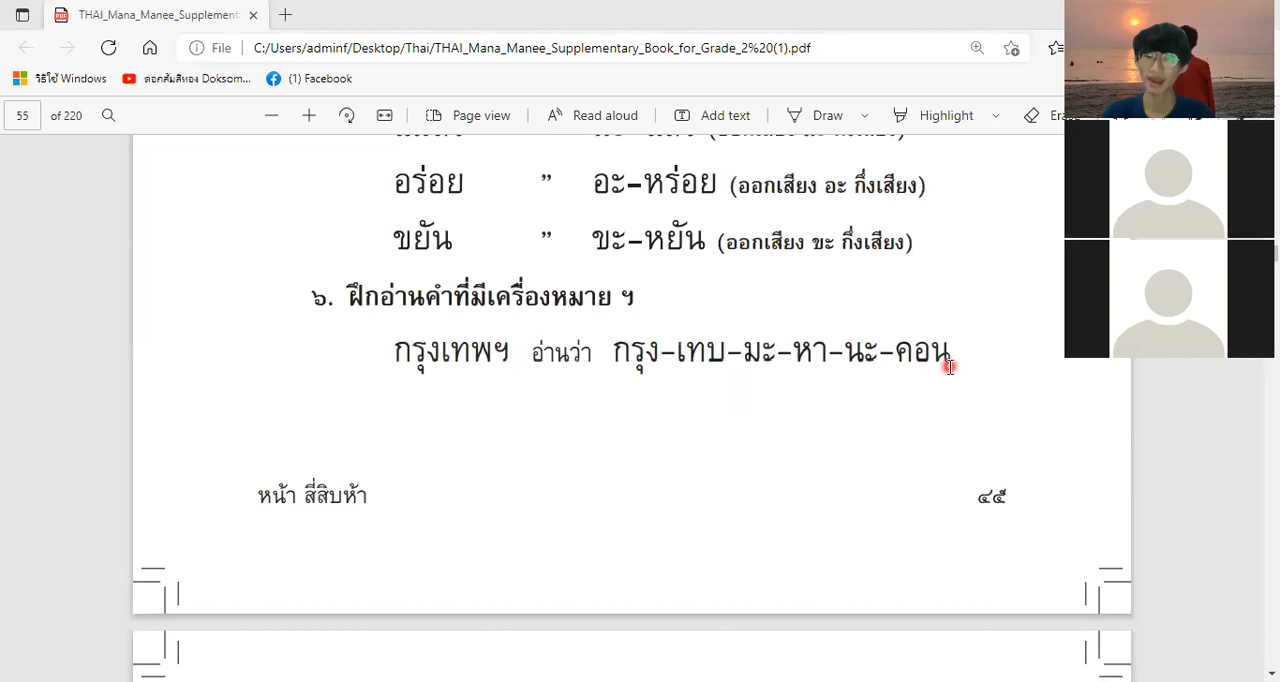 THAI_Mana_Manee_Supplement
File C:/Users/adminf/Desktop/Thai/THAI_Mana_Manee_Supplementary_Book_for_Grade_2%20(1).pdf
วิธีใช้ Windows ดอกส้มสีทอง Doksom... (1) Facebook
55 of 220 Page view Read aloud Add text Draw Highlight
อร่อย ” อะ-หร่อย (ออกเสียง อะ กึ่งเสียง)
ขยัน ” ขะ-หยัน (ออกเสียง ขะ กึ่งเสียง)
๖. ฝึกอ่านคำที่มีเครื่องหมาย ฯ
กรุงเทพฯ อ่านว่า กรุง-เทบ-มะ-หา-นะ-คอน
หน้า สี่สิบห้า ๔๕